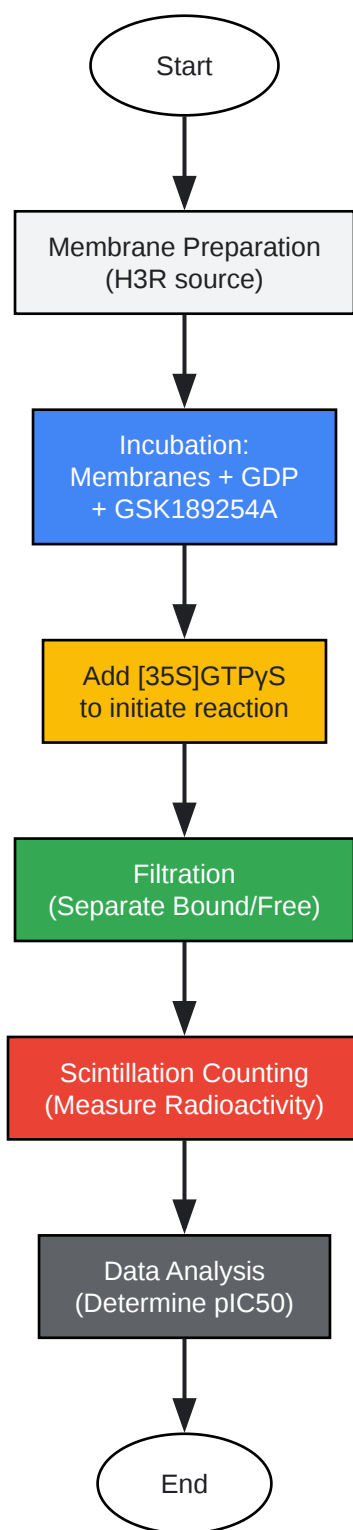 Start
Membrane Preparation
(H3R source)
Incubation:
Membranes + GDP
+ GSK189254A
Add [35S]GTPγS
to initiate reaction
Filtration
(Separate Bound/Free)
Scintillation Counting
(Measure Radioactivity)
Data Analysis
(Determine pIC50)
End